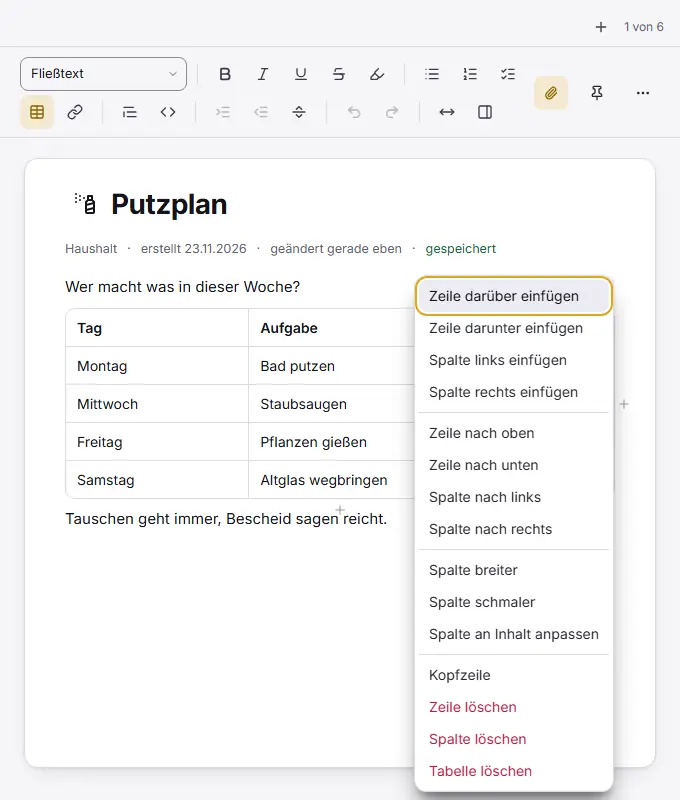 1 von 6
Fließtext
Putzplan
Haushalt · erstellt 23.11.2026 · geändert gerade eben · gespeichert
Wer macht was in dieser Woche?
Tag Aufgabe
Montag Bad putzen
Mittwoch Staubsaugen
Freitag Pflanzen gießen
Samstag Altglas wegbringen
Tauschen geht immer, Bescheid sagen reicht.
Zeile darüber einfügen
Zeile darunter einfügen
Spalte links einfügen
Spalte rechts einfügen
Zeile nach oben
Zeile nach unten
Spalte nach links
Spalte nach rechts
Spalte breiter
Spalte schmaler
Spalte an Inhalt anpassen
Kopfzeile
Zeile löschen
Spalte löschen
Tabelle löschen